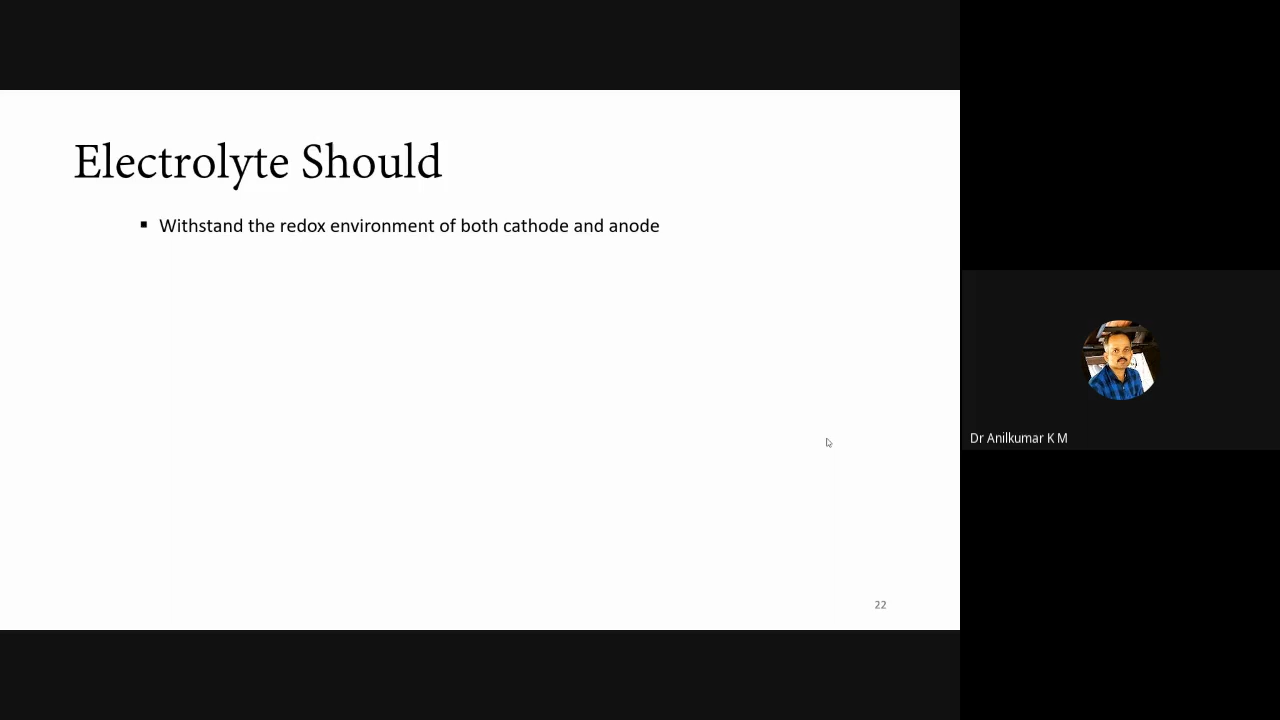 Electrolyte Should
▪ Withstand the redox environment of both cathode and anode
Dr Anilkumar K M
22